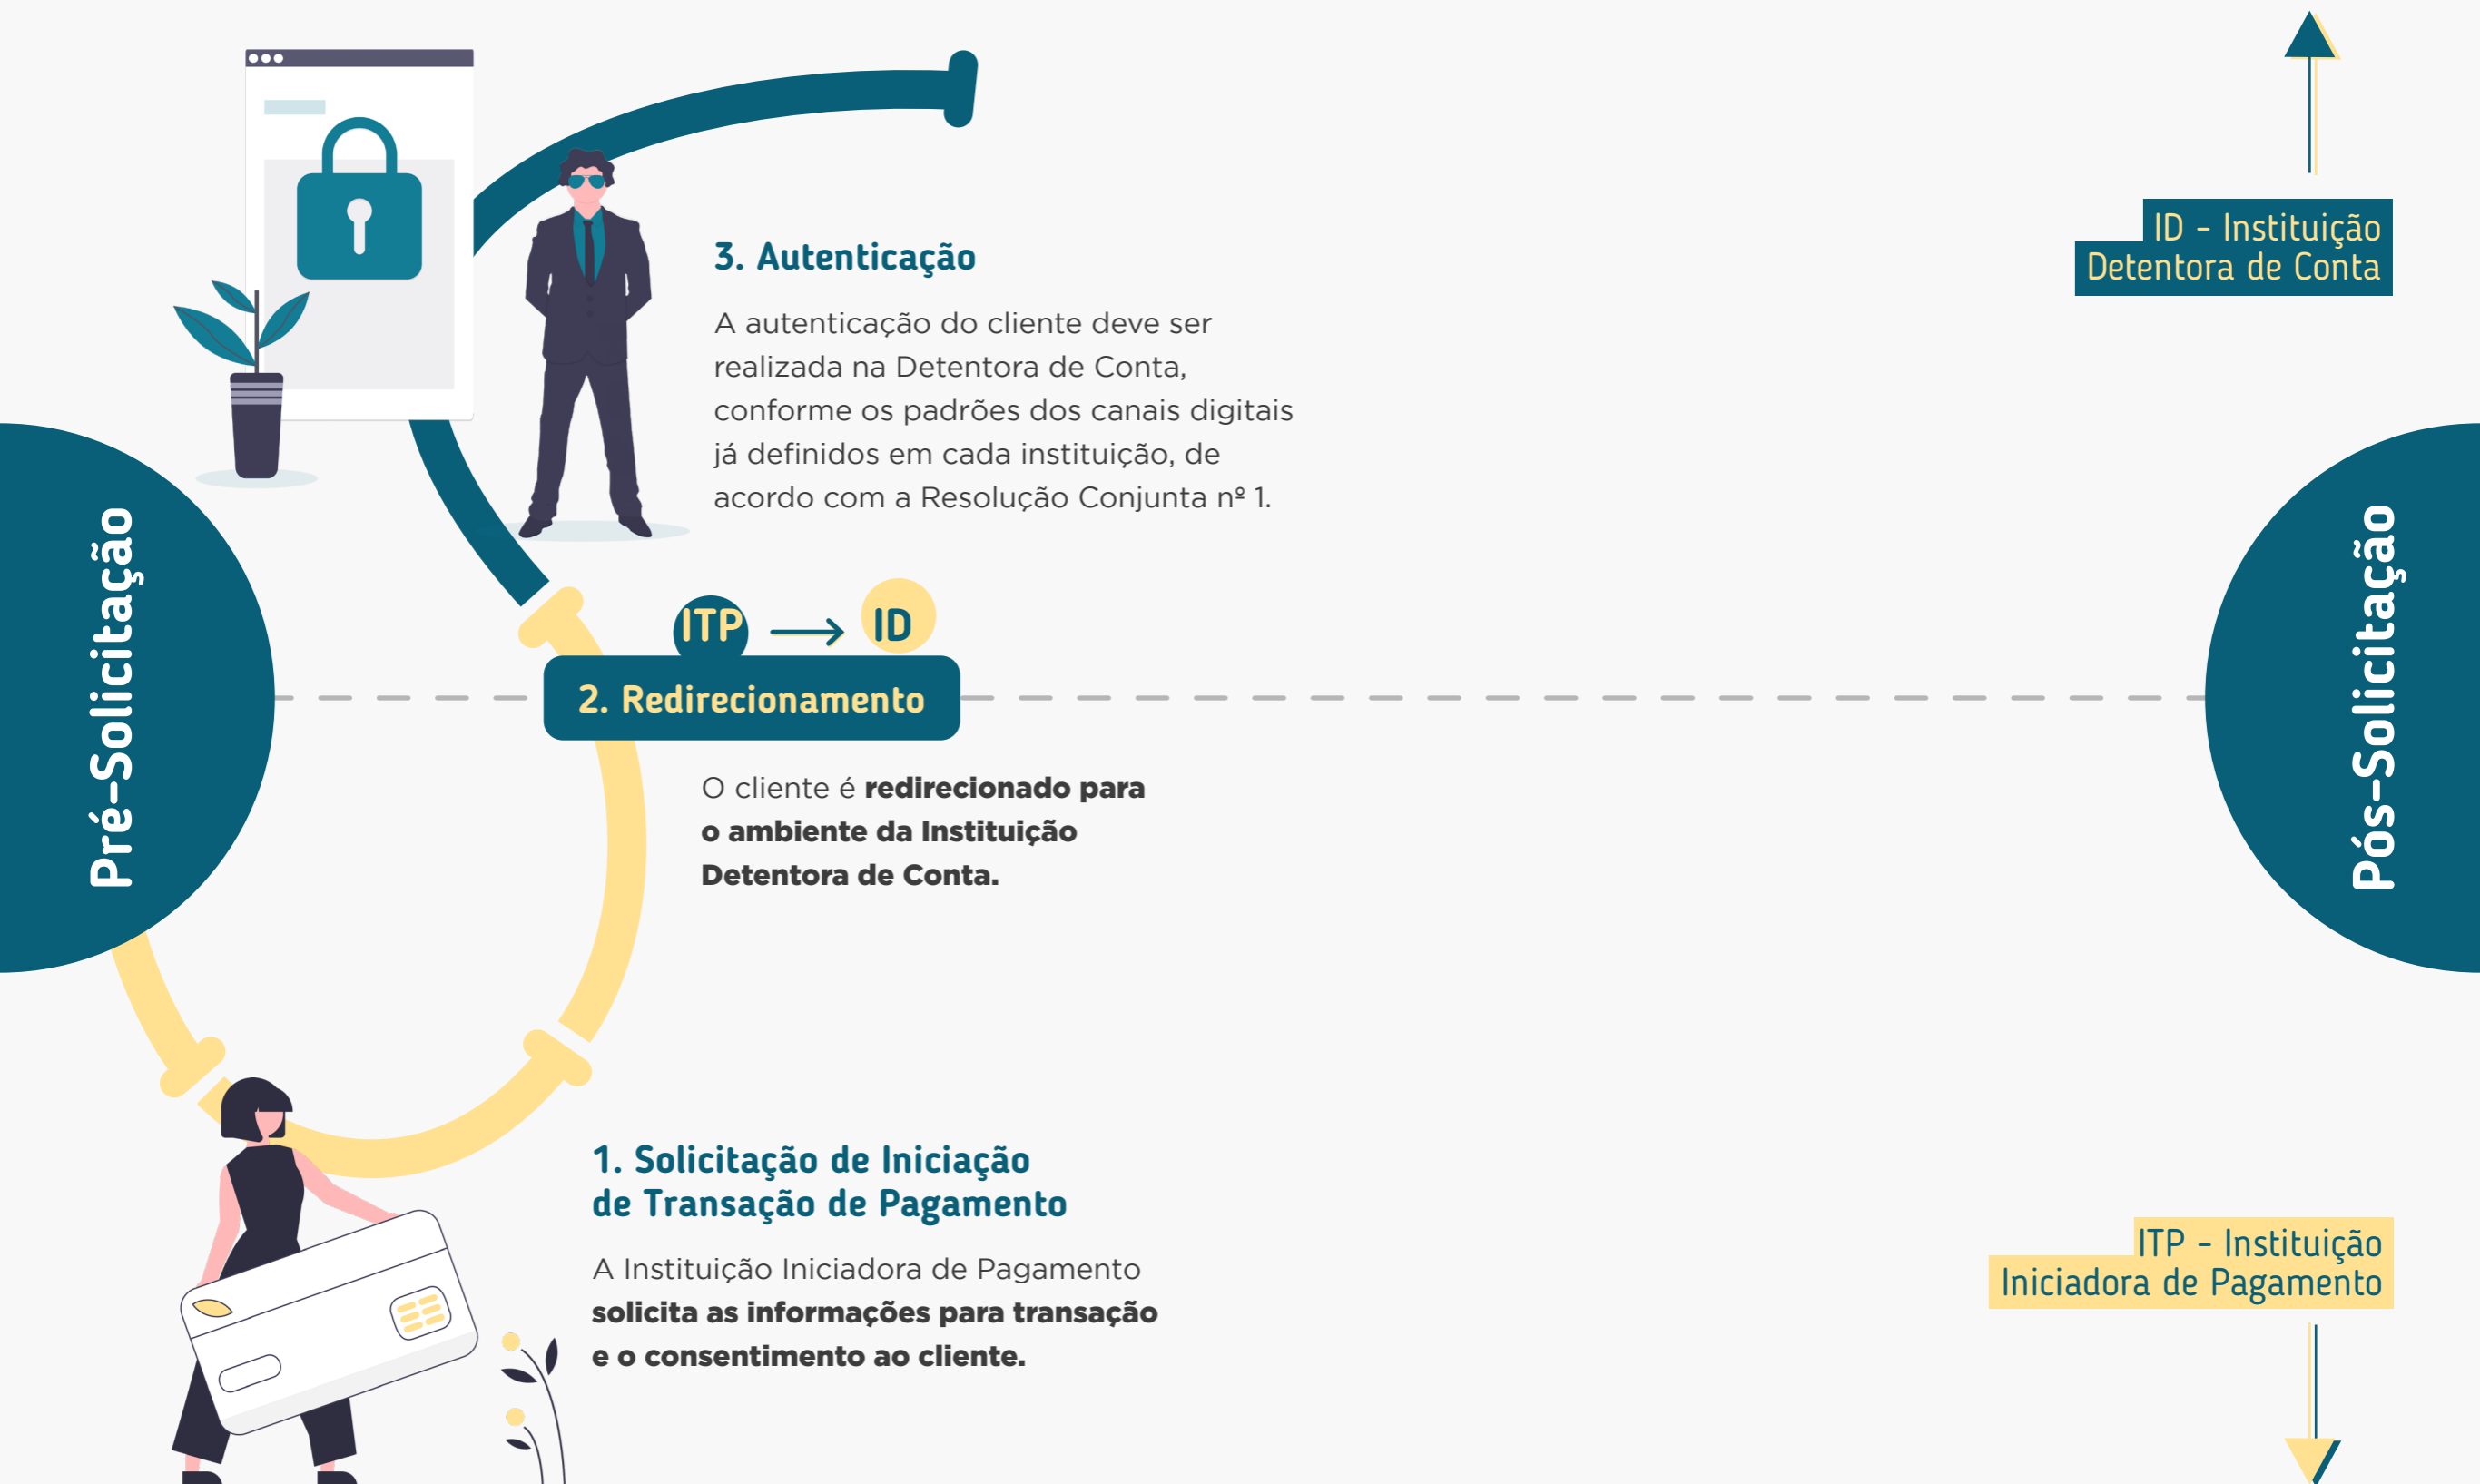 Pré-Solicitação
3. Autenticação
A autenticação do cliente deve ser
realizada na Detentora de Conta,
conforme os padrões dos canais digitais
já definidos em cada instituição, de
acordo com a Resolução Conjunta nº 1.
ITP
ID
2. Redirecionamento
O cliente é redirecionado para
o ambiente da Instituição
Detentora de Conta.
1. Solicitação de Iniciação
de Transação de Pagamento
A Instituição Iniciadora de Pagamento
solicita as informações para transação
e o consentimento ao cliente.
ID - Instituição
Detentora de Conta
Pós-Solicitação
ITP - Instituição
Iniciadora de Pagamento